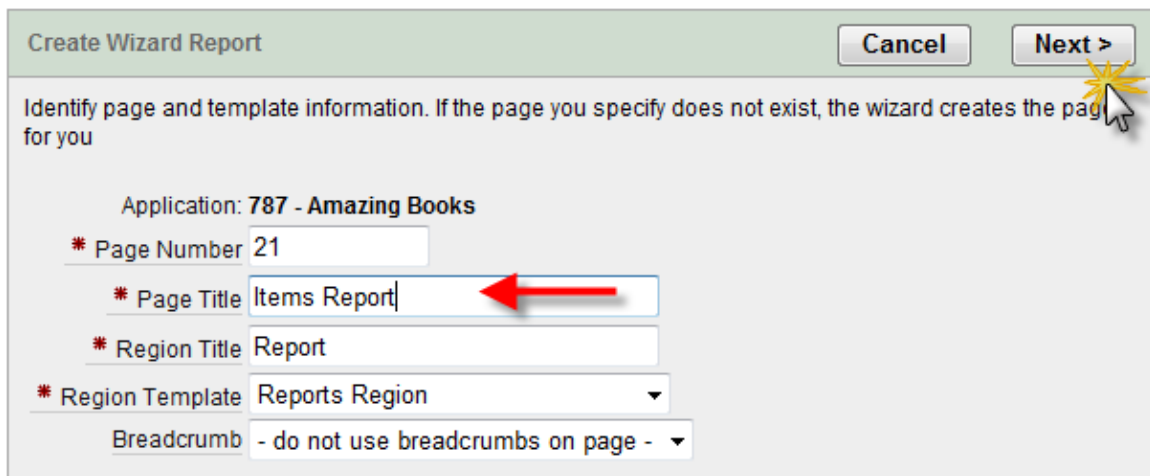 Create Wizard Report
Cancel
Next >
Identify page and template information. If the page you specify does not exist, the wizard creates the page
for you
Application: 787 - Amazing Books
* Page Number 21
* Page Title Items Report
* Region Title Report
* Region Template Reports Region
Breadcrumb - do not use breadcrumbs on page -